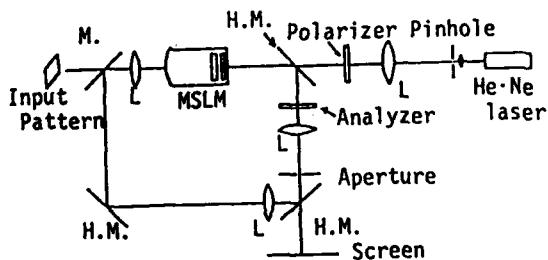 H.M.
M.
Polarizer Pinhole
Input
Pattern
L
MSLM
L
He·Ne
laser
Analyzer
L
Aperture
H.M.
L
H.M.
Screen